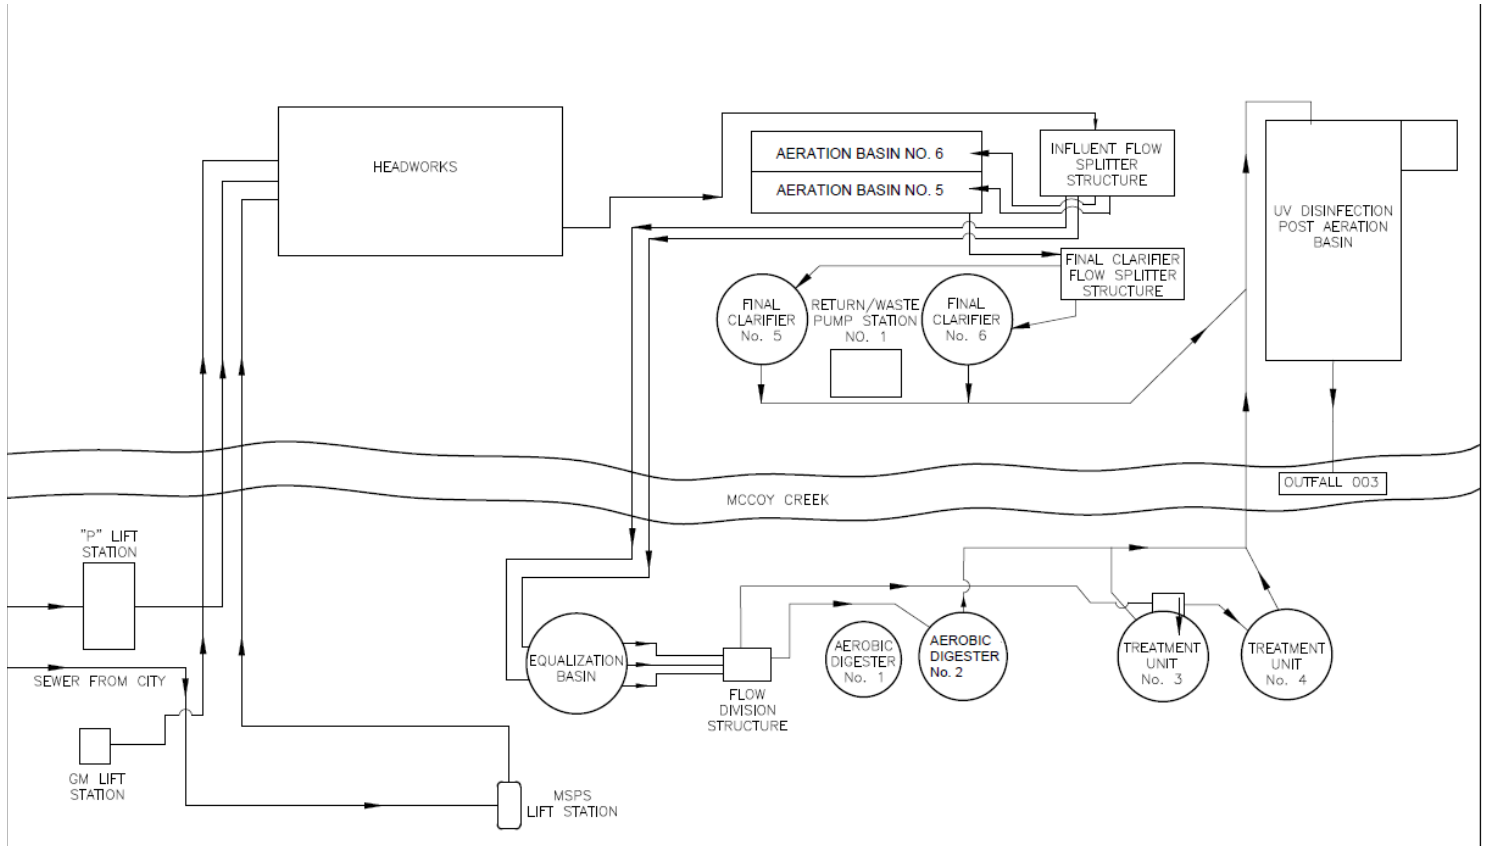 HEADWORKS
AERATION BASIN NO. 6
AERATION BASIN NO. 5
INFLUENT FLOW
SPLITTER
STRUCTURE
UV DISINFECTION
POST AERATION
BASIN
FINAL CLARIFIER
FLOW SPLITTER
STRUCTURE
FINAL
CLARIFIER
No. 5
RETURN/WASTE
PUMP STATION
NO. 1
FINAL
CLARIFIER
No. 6
OUTFALL 003
MCCOY CREEK
"P" LIFT
STATION
SEWER FROM CITY
GM LIFT
STATION
MSPS
LIFT STATION
EQUALIZATION
BASIN
FLOW
DIVISION
STRUCTURE
AEROBIC
DIGESTER
No. 1
AEROBIC
DIGESTER
No. 2
TREATMENT
UNIT
No. 3
TREATMENT
UNIT
No. 4